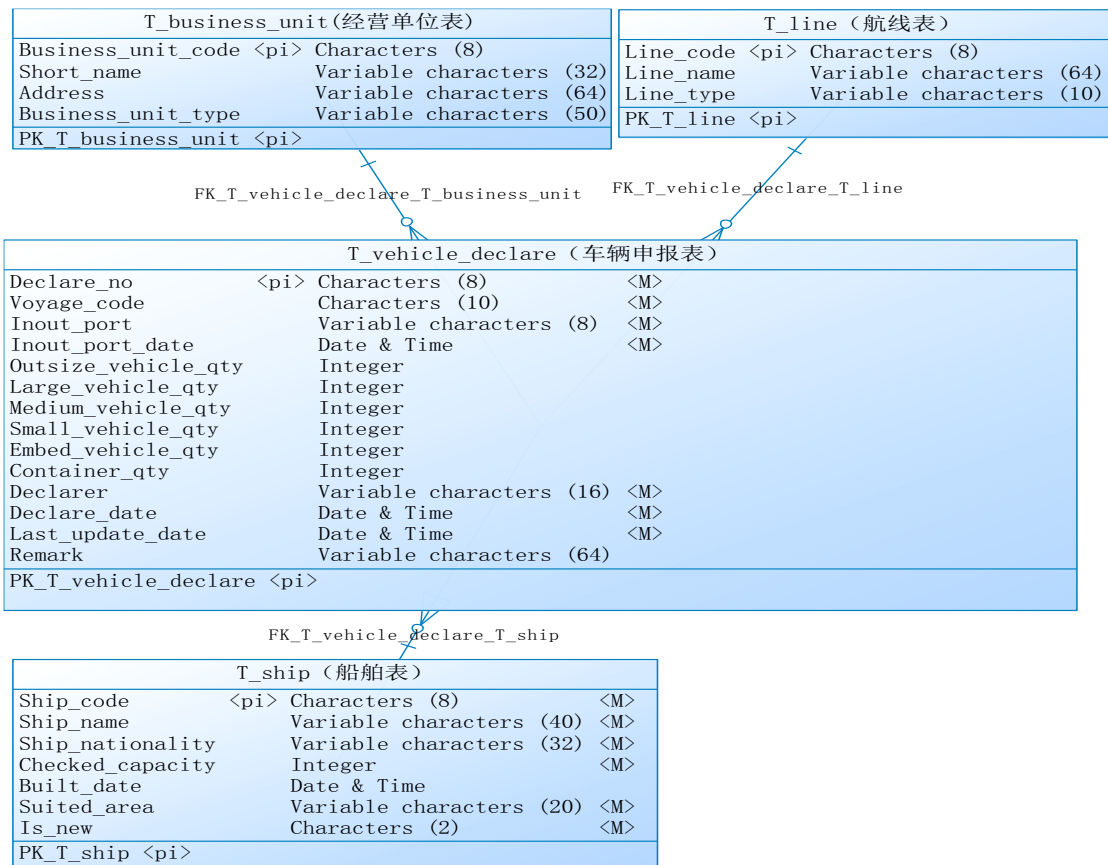 T_business_unit(经营单位表)
Business_unit_code <pi> Characters (8)
Short_name Variable characters (32)
Address Variable characters (64)
Business_unit_type Variable characters (50)
PK_T_business_unit <pi>
T_line（航线表）
Line_code <pi> Characters (8)
Line_name Variable characters (64)
Line_type Variable characters (10)
PK_T_line <pi>
FK_T_vehicle_declare_T_business_unit
FK_T_vehicle_declare_T_line
T_vehicle_declare（车辆申报表）
Declare_no <pi> Characters (8) <M>
Voyage_code Characters (10) <M>
Inout_port Variable characters (8) <M>
Inout_port_date Date & Time <M>
Outsize_vehicle_qty Integer
Large_vehicle_qty Integer
Medium_vehicle_qty Integer
Small_vehicle_qty Integer
Embed_vehicle_qty Integer
Container_qty Integer
Declarer Variable characters (16) <M>
Declare_date Date & Time <M>
Last_update_date Date & Time <M>
Remark Variable characters (64)
PK_T_vehicle_declare <pi>
FK_T_vehicle_declare_T_ship
T_ship（船舶表）
Ship_code <pi> Characters (8) <M>
Ship_name Variable characters (40) <M>
Ship_nationality Variable characters (32) <M>
Checked_capacity Integer <M>
Built_date Date & Time
Suited_area Variable characters (20) <M>
Is_new Characters (2) <M>
PK_T_ship <pi>